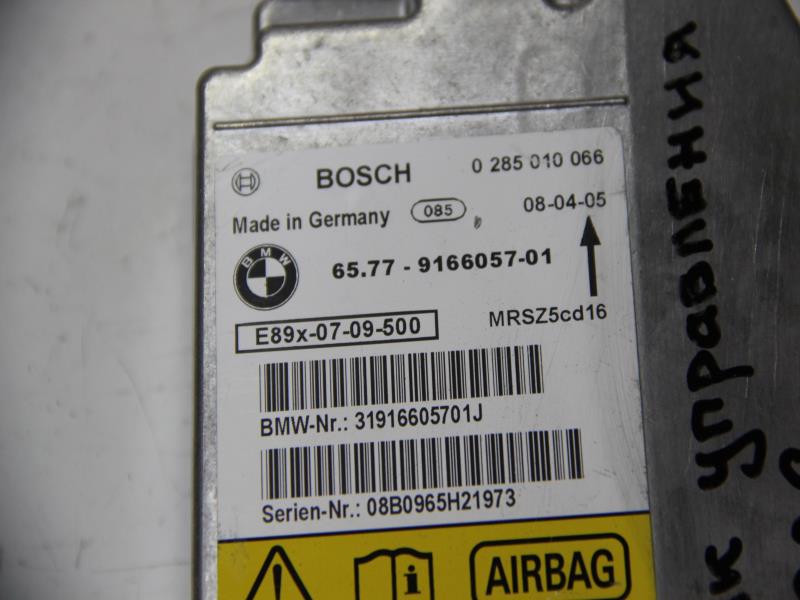 BOSCH 0 285 010 066
Made in Germany 085 08-04-05
BMW
65.77 - 9166057-01
E89x-07-09-500 MRSZ5cd16
BMW-Nr.: 31916605701J
Serien-Nr.: 08B0965H21973
AIRBAG
управления